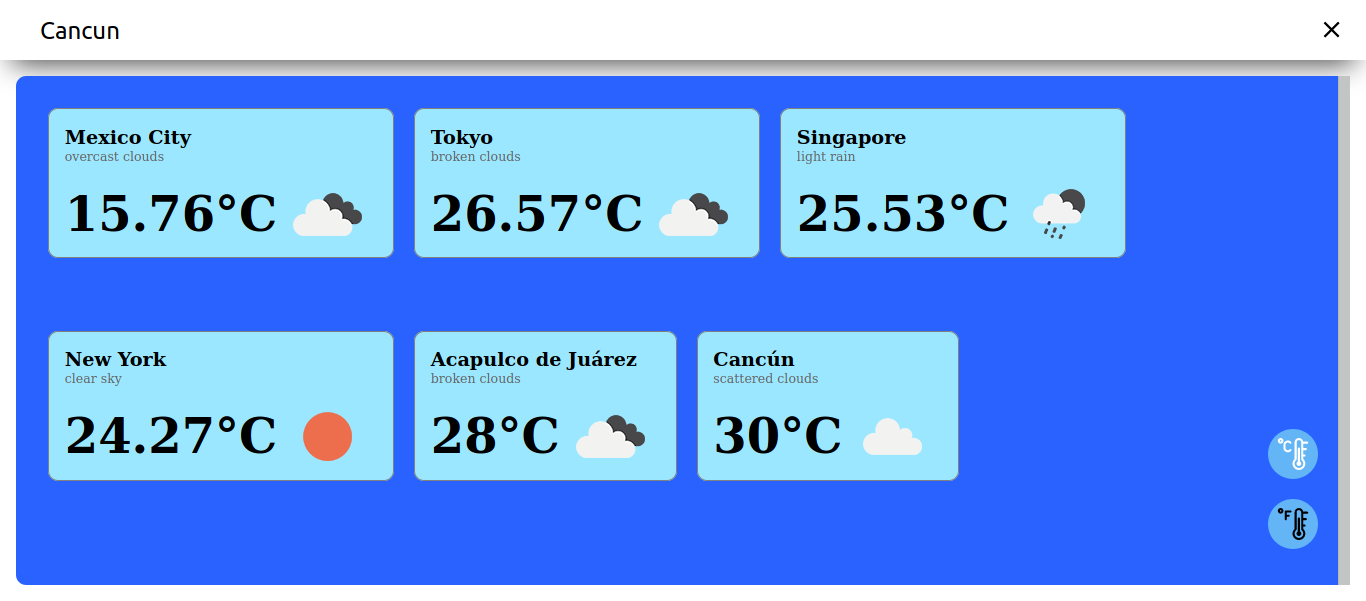 Cancun
Mexico City
overcast clouds
15.76°C
Tokyo
broken clouds
26.57°C
Singapore
light rain
25.53°C
New York
clear sky
24.27°C
Acapulco de Juárez
broken clouds
28°C
Cancún
scattered clouds
30°C
°C
°F